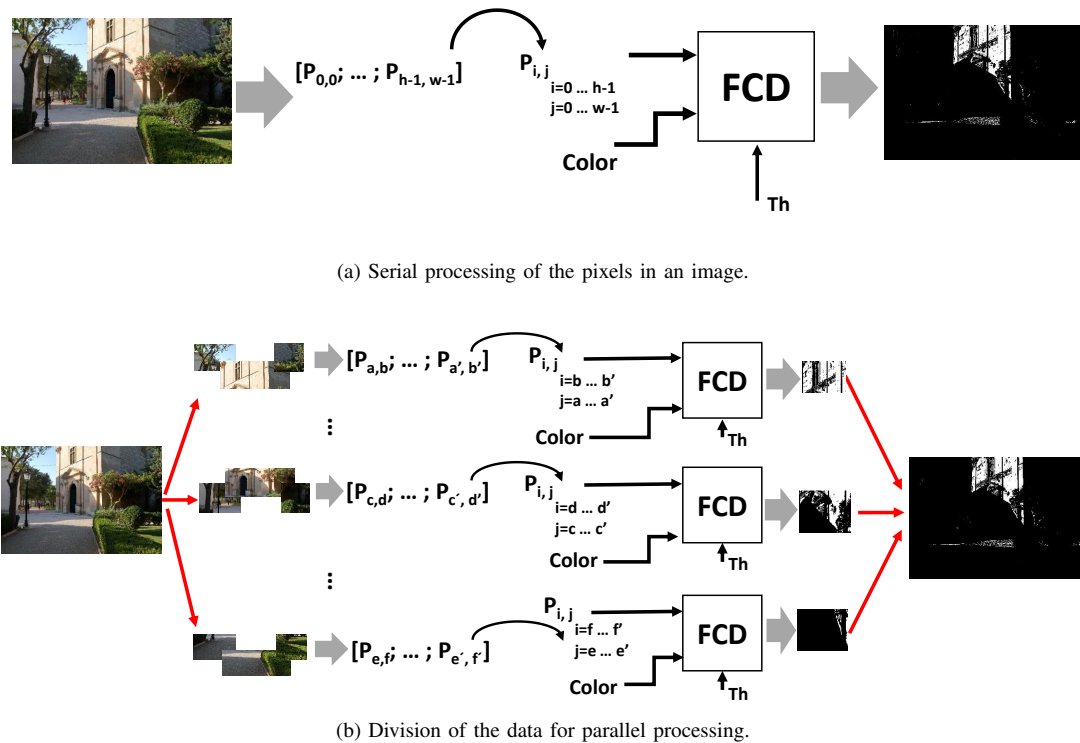 [P0,0; ... ; Ph-1, w-1]
Pi, j
i=0 ... h-1
j=0 ... w-1
FCD
Color
Th
(a) Serial processing of the pixels in an image.
[Pa,b; ... ; Pa’, b’]
Pi, j
i=b ... b’
j=a ... a’
FCD
Color
Th
...
[Pc,d; ... ; Pc´, d’]
Pi, j
i=d ... d’
j=c ... c’
FCD
Color
Th
...
[Pe,f; ... ; Pe´, f´]
Pi, j
i=f ... f’
j=e ... e’
FCD
Color
Th
(b) Division of the data for parallel processing.